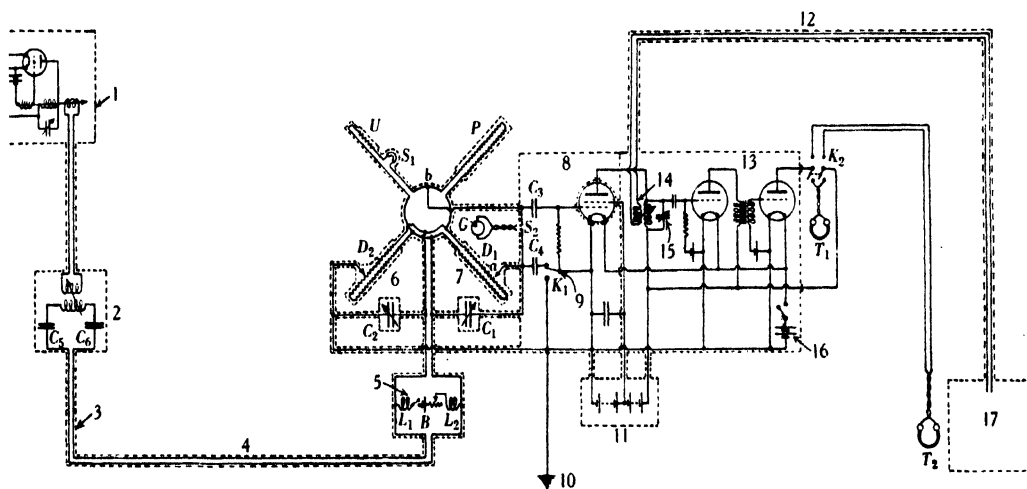 12
1
U
P
S₁
b
8
13
K₂
C₃
14
G
S₂
T₁
D₂
D₁
a
C₄
15
6
7
K₁
9
2
C₂
C₁
C₅
C₆
16
5
L₁
B
L₂
3
4
11
17
T₂
10